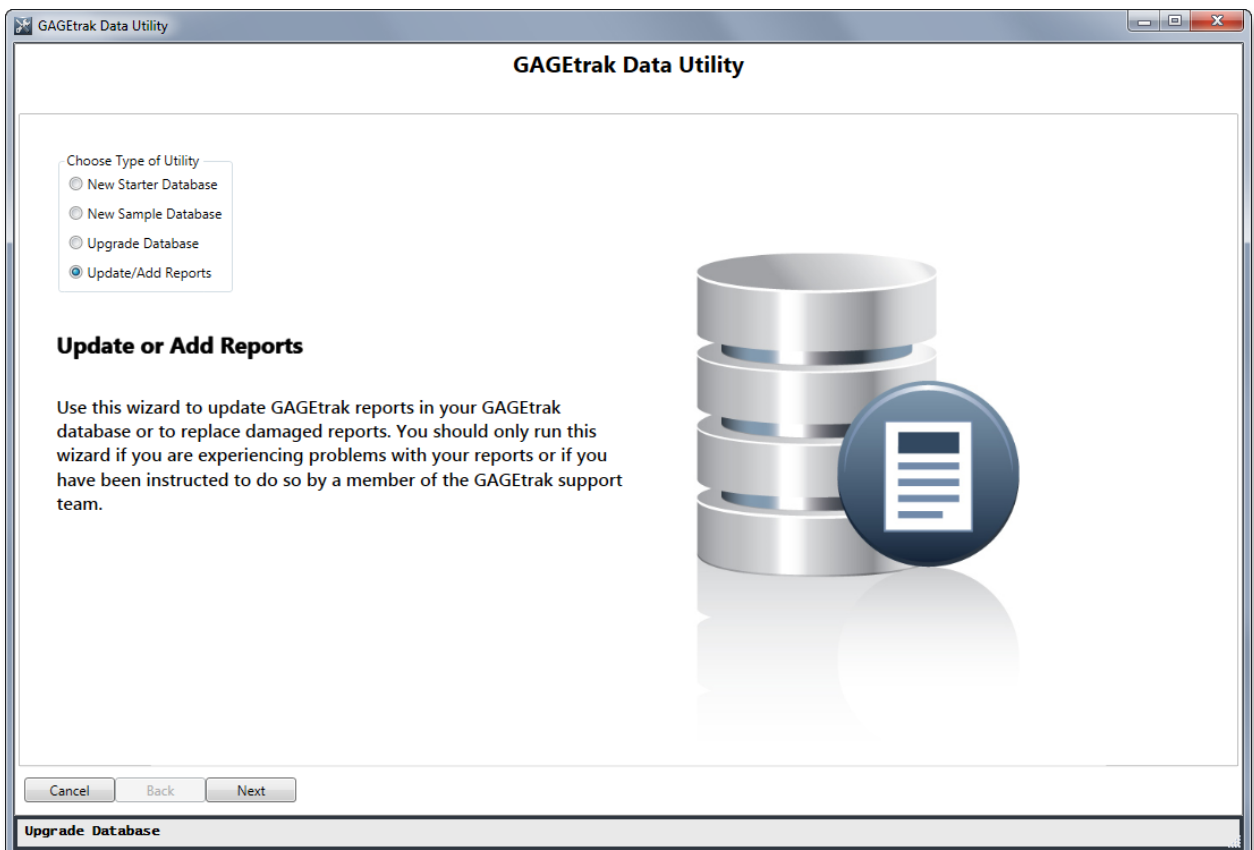 GAGEtrak Data Utility
GAGEtrak Data Utility
Choose Type of Utility
New Starter Database
New Sample Database
Upgrade Database
Update/Add Reports
Update or Add Reports
Use this wizard to update GAGEtrak reports in your GAGEtrak
database or to replace damaged reports. You should only run this
wizard if you are experiencing problems with your reports or if you
have been instructed to do so by a member of the GAGEtrak support
team.
Cancel Back Next
Upgrade Database